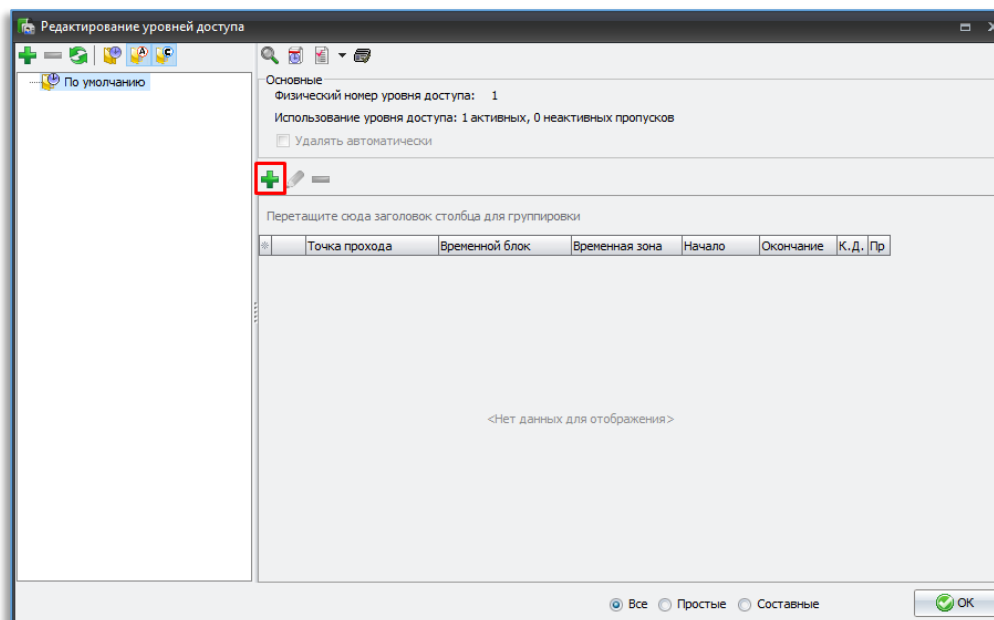 Редактирование уровней доступа
По умолчанию
Основные
Физический номер уровня доступа: 1
Использование уровня доступа: 1 активных, 0 неактивных пропусков
Удалять автоматически
Перетащите сюда заголовок столбца для группировки
Точка прохода Временной блок Временная зона Начало Окончание К.Д. Пр
<Нет данных для отображения>
Все Простые Составные OK